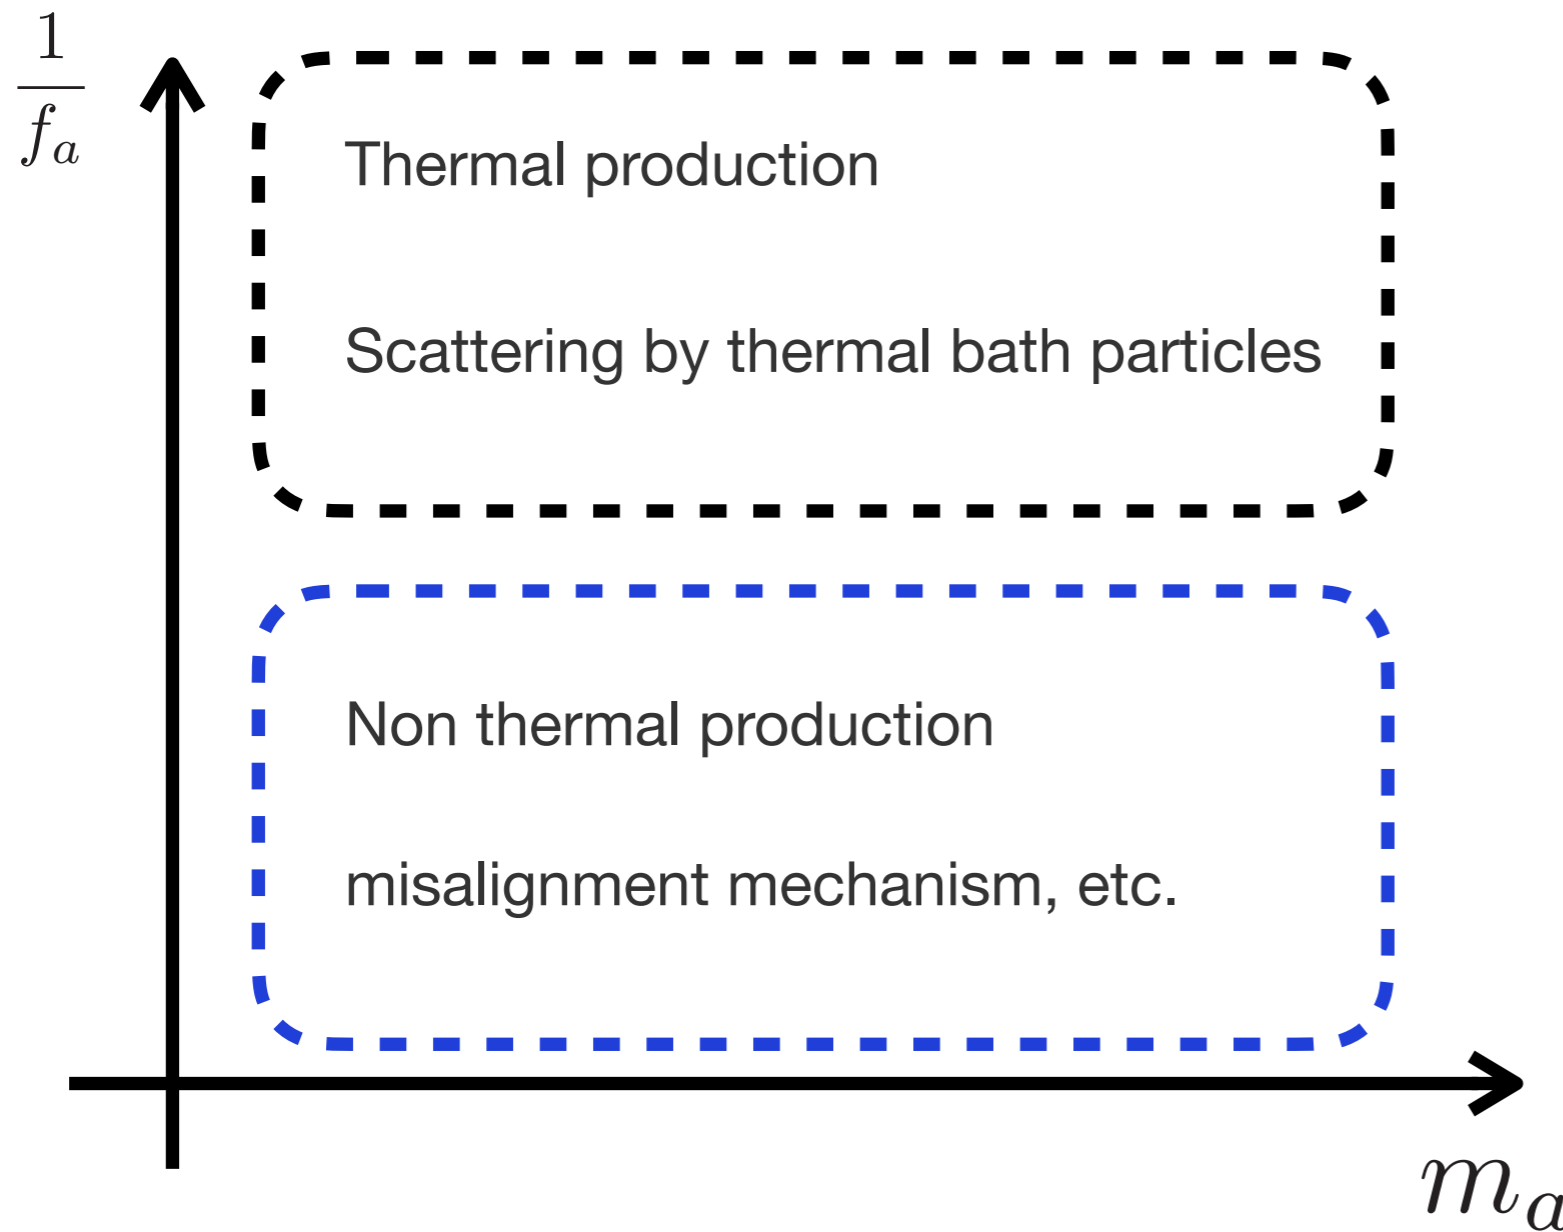 1
f_a
Thermal production
Scattering by thermal bath particles
Non thermal production
misalignment mechanism, etc.
m_a